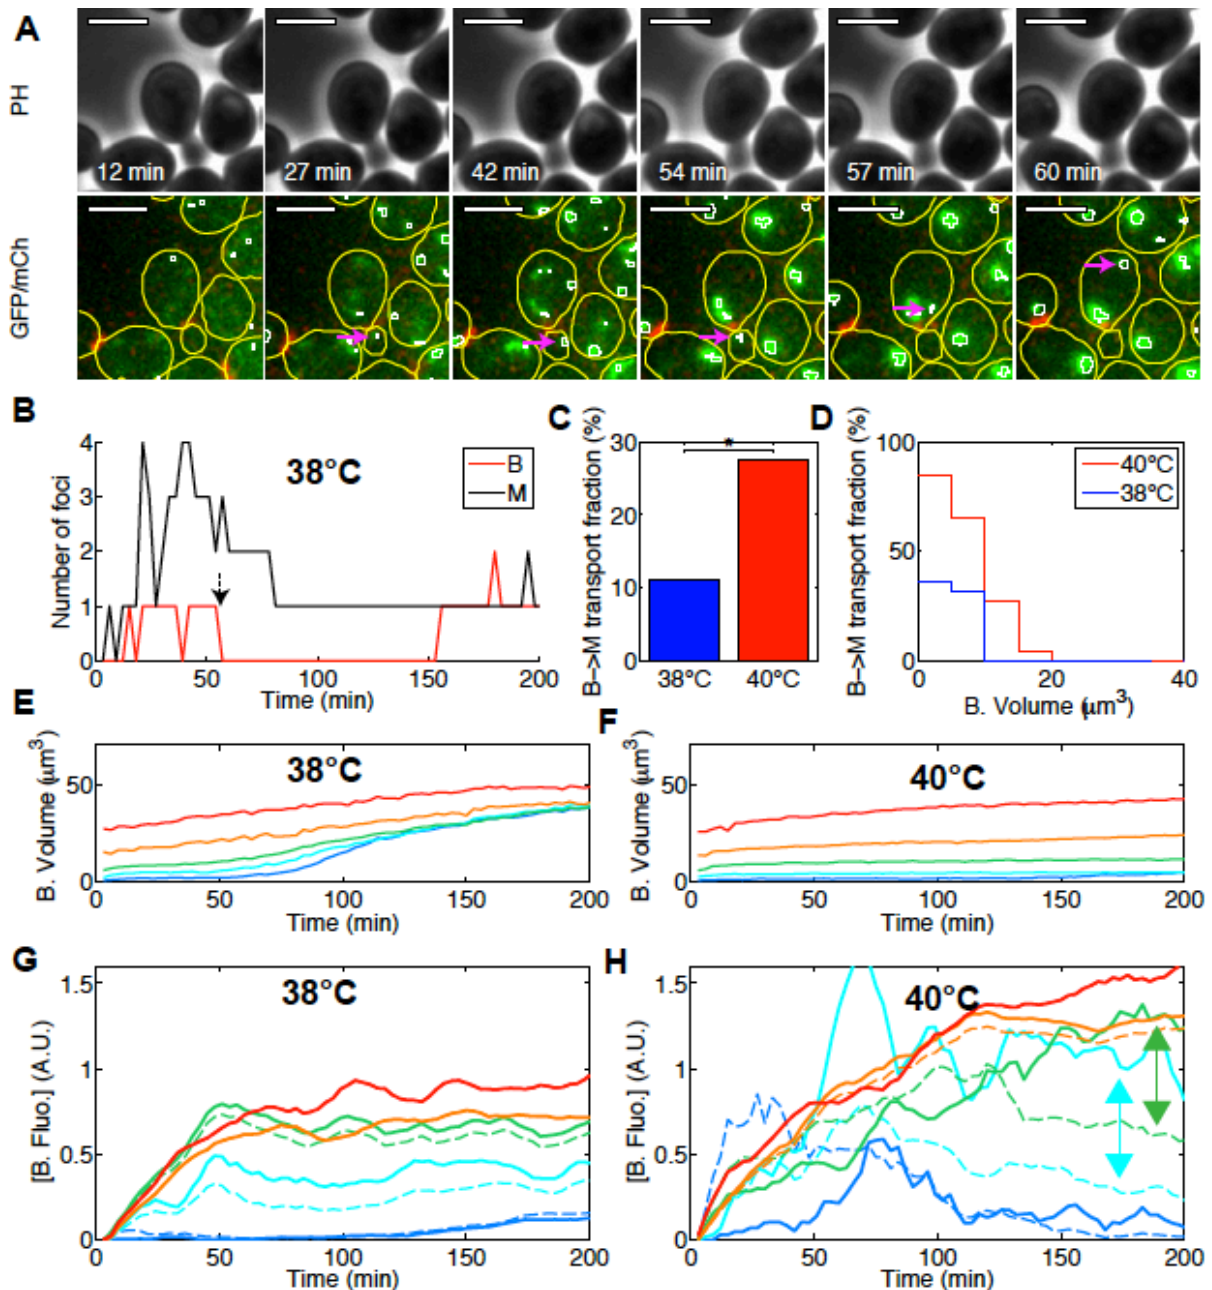 A
PH
12 min 27 min 42 min 54 min 57 min 60 min
GFP/mCh
B
38°C
B
M
Number of foci
4
3
2
1
0
0 50 100 150 200
Time (min)
C
B–>M transport fraction (%)
30
20
10
0
*
38°C 40°C
D
B–>M transport fraction (%)
100
50
0
40°C
38°C
0 20 40
B. Volume (μm³)
E
38°C
B. Volume (μm³)
50
0
0 50 100 150 200
Time (min)
F
40°C
B. Volume (μm³)
50
0
0 50 100 150 200
Time (min)
G
38°C
[B. Fluo.] (A.U.)
1.5
1
0.5
0
0 50 100 150 200
Time (min)
H
40°C
[B. Fluo.] (A.U.)
1.5
1
0.5
0
0 50 100 150 200
Time (min)